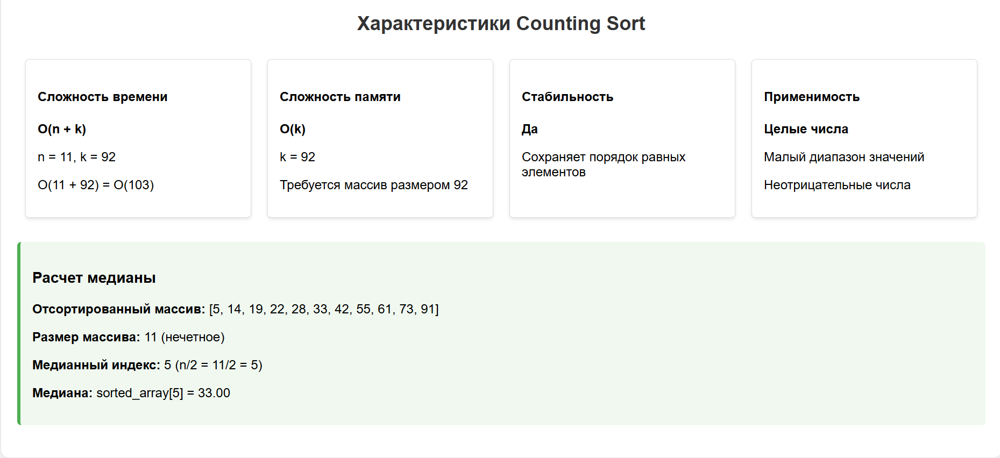 Характеристики Counting Sort
Сложность времени
O(n + k)
n = 11, k = 92
O(11 + 92) = O(103)
Сложность памяти
O(k)
k = 92
Требуется массив размером 92
Стабильность
Да
Сохраняет порядок равных
элементов
Применимость
Целые числа
Малый диапазон значений
Неотрицательные числа
Расчет медианы
Отсортированный массив: [5, 14, 19, 22, 28, 33, 42, 55, 61, 73, 91]
Размер массива: 11 (нечетное)
Медианный индекс: 5 (n/2 = 11/2 = 5)
Медиана: sorted_array[5] = 33.00